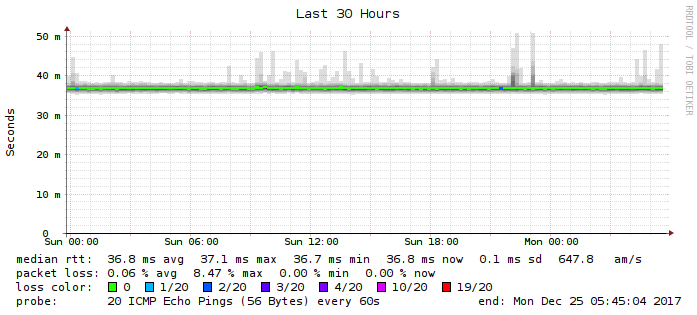 Last 30 Hours
RRDTOOL / TOBI OETIKER
Seconds
50 m
40 m
30 m
20 m
10 m
0
Sun 00:00 Sun 06:00 Sun 12:00 Sun 18:00 Mon 00:00
median rtt: 36.8 ms avg 37.1 ms max 36.7 ms min 36.8 ms now 0.1 ms sd 647.8 am/s
packet loss: 0.06 % avg 8.47 % max 0.00 % min 0.00 % now
loss color: 0 1/20 2/20 3/20 4/20 10/20 19/20
probe: 20 ICMP Echo Pings (56 Bytes) every 60s end: Mon Dec 25 05:45:04 2017